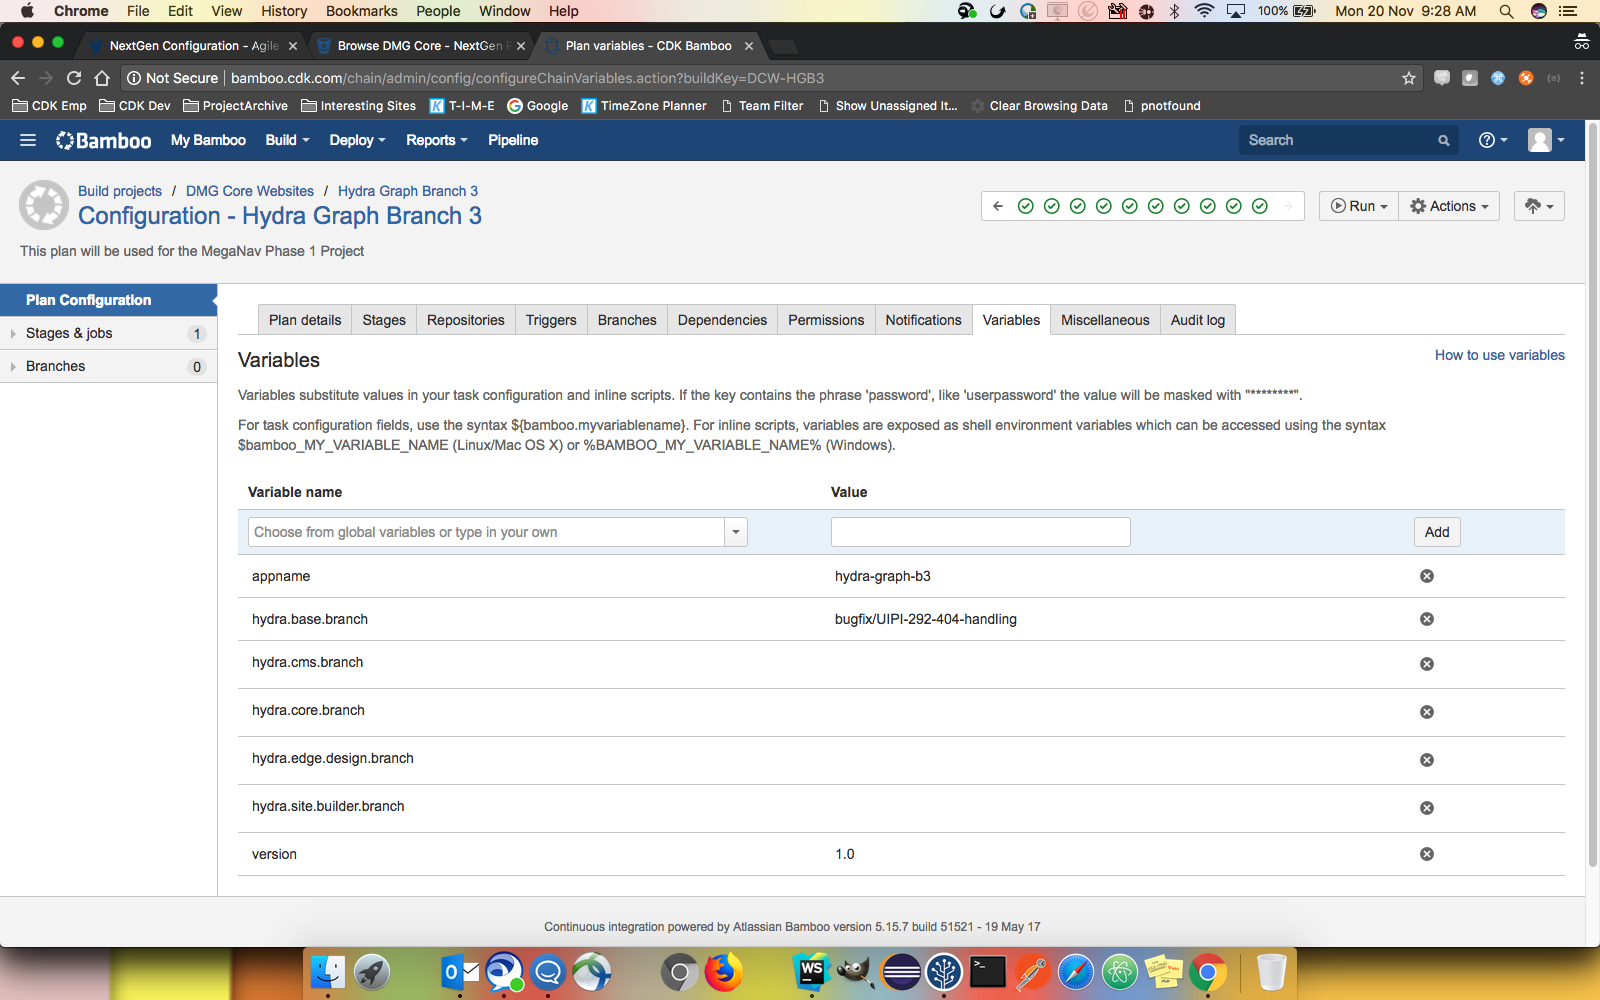 Chrome File Edit View History Bookmarks People Window Help 100% Mon 20 Nov 9:28 AM
NextGen Configuration - Agile Browse DMG Core - NextGen Plan variables - CDK Bamboo
Not Secure bamboo.cdk.com/chain/admin/config/configureChainVariables.action?buildKey=DCW-HGB3
CDK Emp CDK Dev ProjectArchive Interesting Sites T-I-M-E Google TimeZone Planner Team Filter Show Unassigned It... Clear Browsing Data pnotfound
Bamboo My Bamboo Build Deploy Reports Pipeline Search
Build projects / DMG Core Websites / Hydra Graph Branch 3
Configuration - Hydra Graph Branch 3
Run Actions
This plan will be used for the MegaNav Phase 1 Project
Plan Configuration
Stages & jobs 1
Branches 0
Plan details Stages Repositories Triggers Branches Dependencies Permissions Notifications Variables Miscellaneous Audit log
Variables
How to use variables
Variables substitute values in your task configuration and inline scripts. If the key contains the phrase 'password', like 'userpassword' the value will be masked with "********".
For task configuration fields, use the syntax ${bamboo.myvariablename}. For inline scripts, variables are exposed as shell environment variables which can be accessed using the syntax
$bamboo_MY_VARIABLE_NAME (Linux/Mac OS X) or %BAMBOO_MY_VARIABLE_NAME% (Windows).
Variable name Value
Choose from global variables or type in your own Add
appname hydra-graph-b3
hydra.base.branch bugfix/UIPI-292-404-handling
hydra.cms.branch
hydra.core.branch
hydra.edge.design.branch
hydra.site.builder.branch
version 1.0
Continuous integration powered by Atlassian Bamboo version 5.15.7 build 51521 - 19 May 17
WS